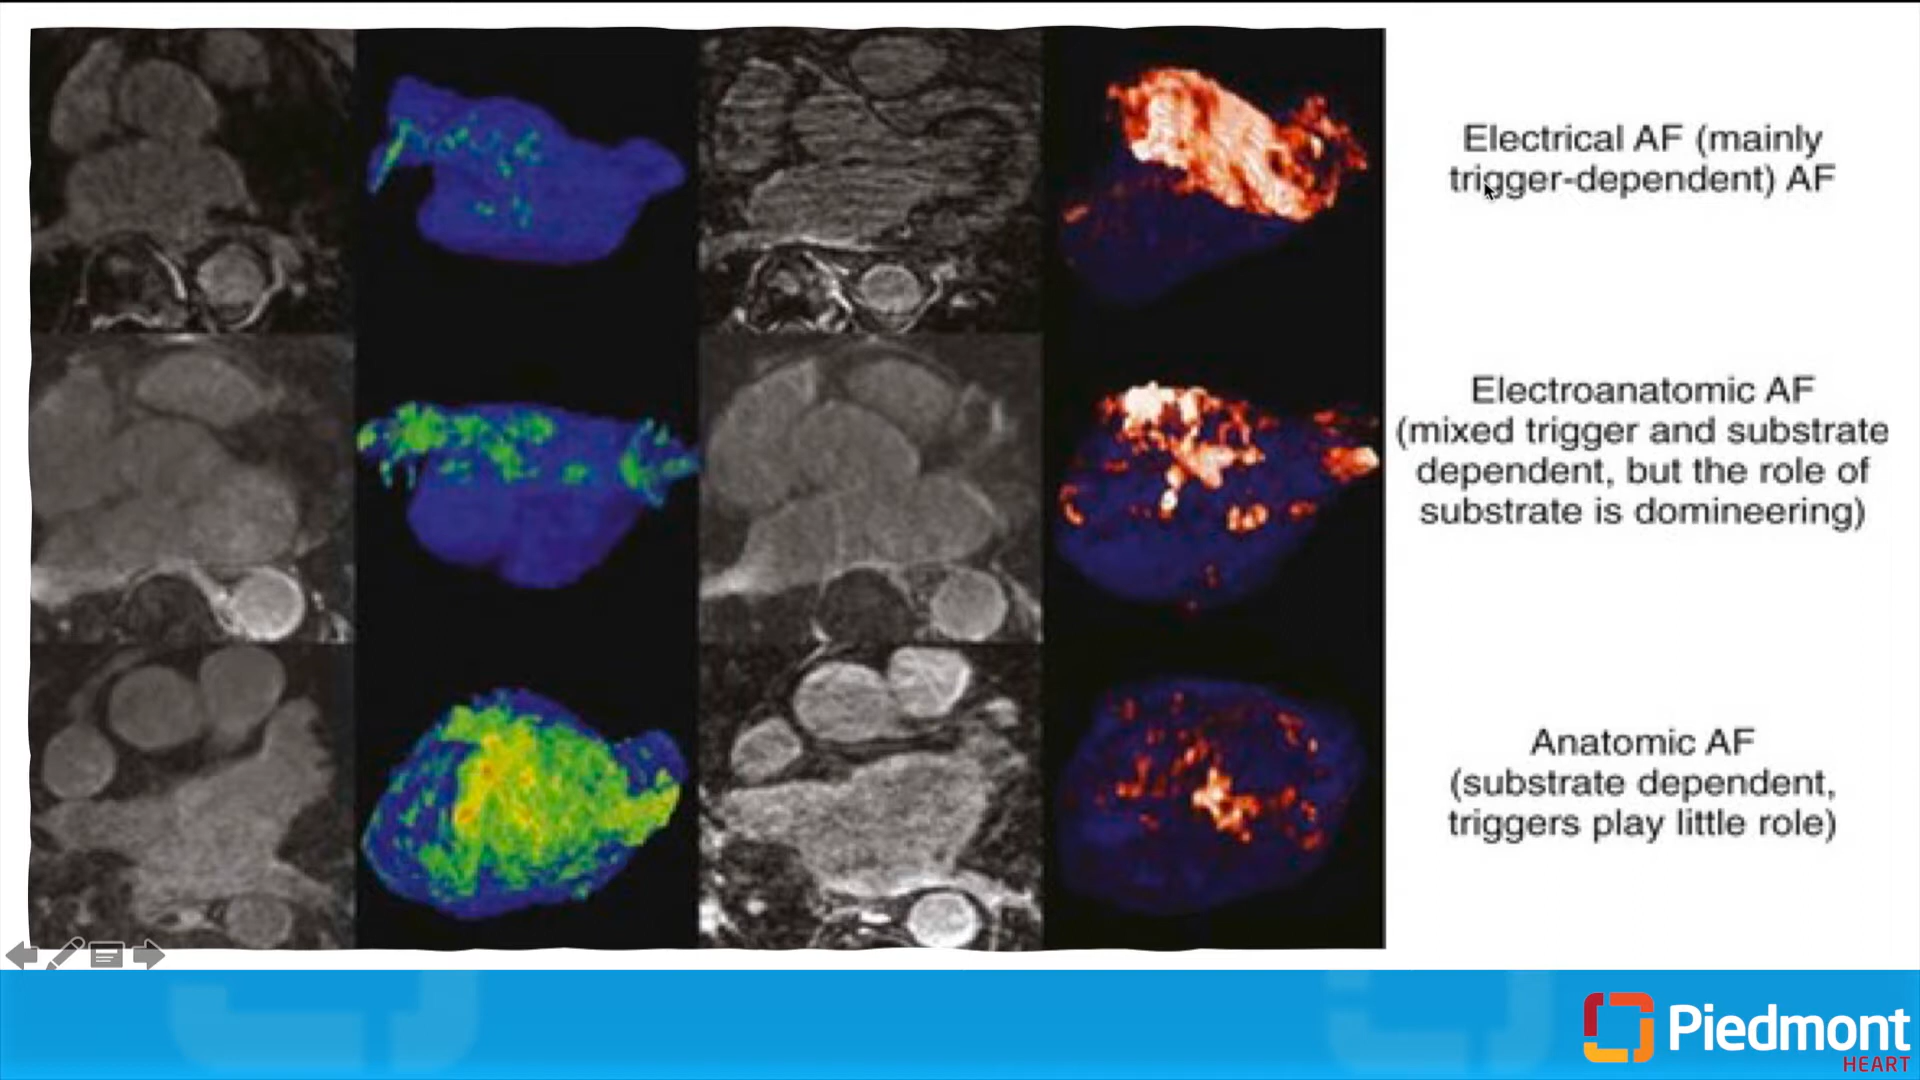 Electrical AF (mainly
trigger-dependent) AF
Electroanatomic AF
(mixed trigger and substrate
dependent, but the role of
substrate is domineering)
Anatomic AF
(substrate dependent,
triggers play little role)
Piedmont
HEART